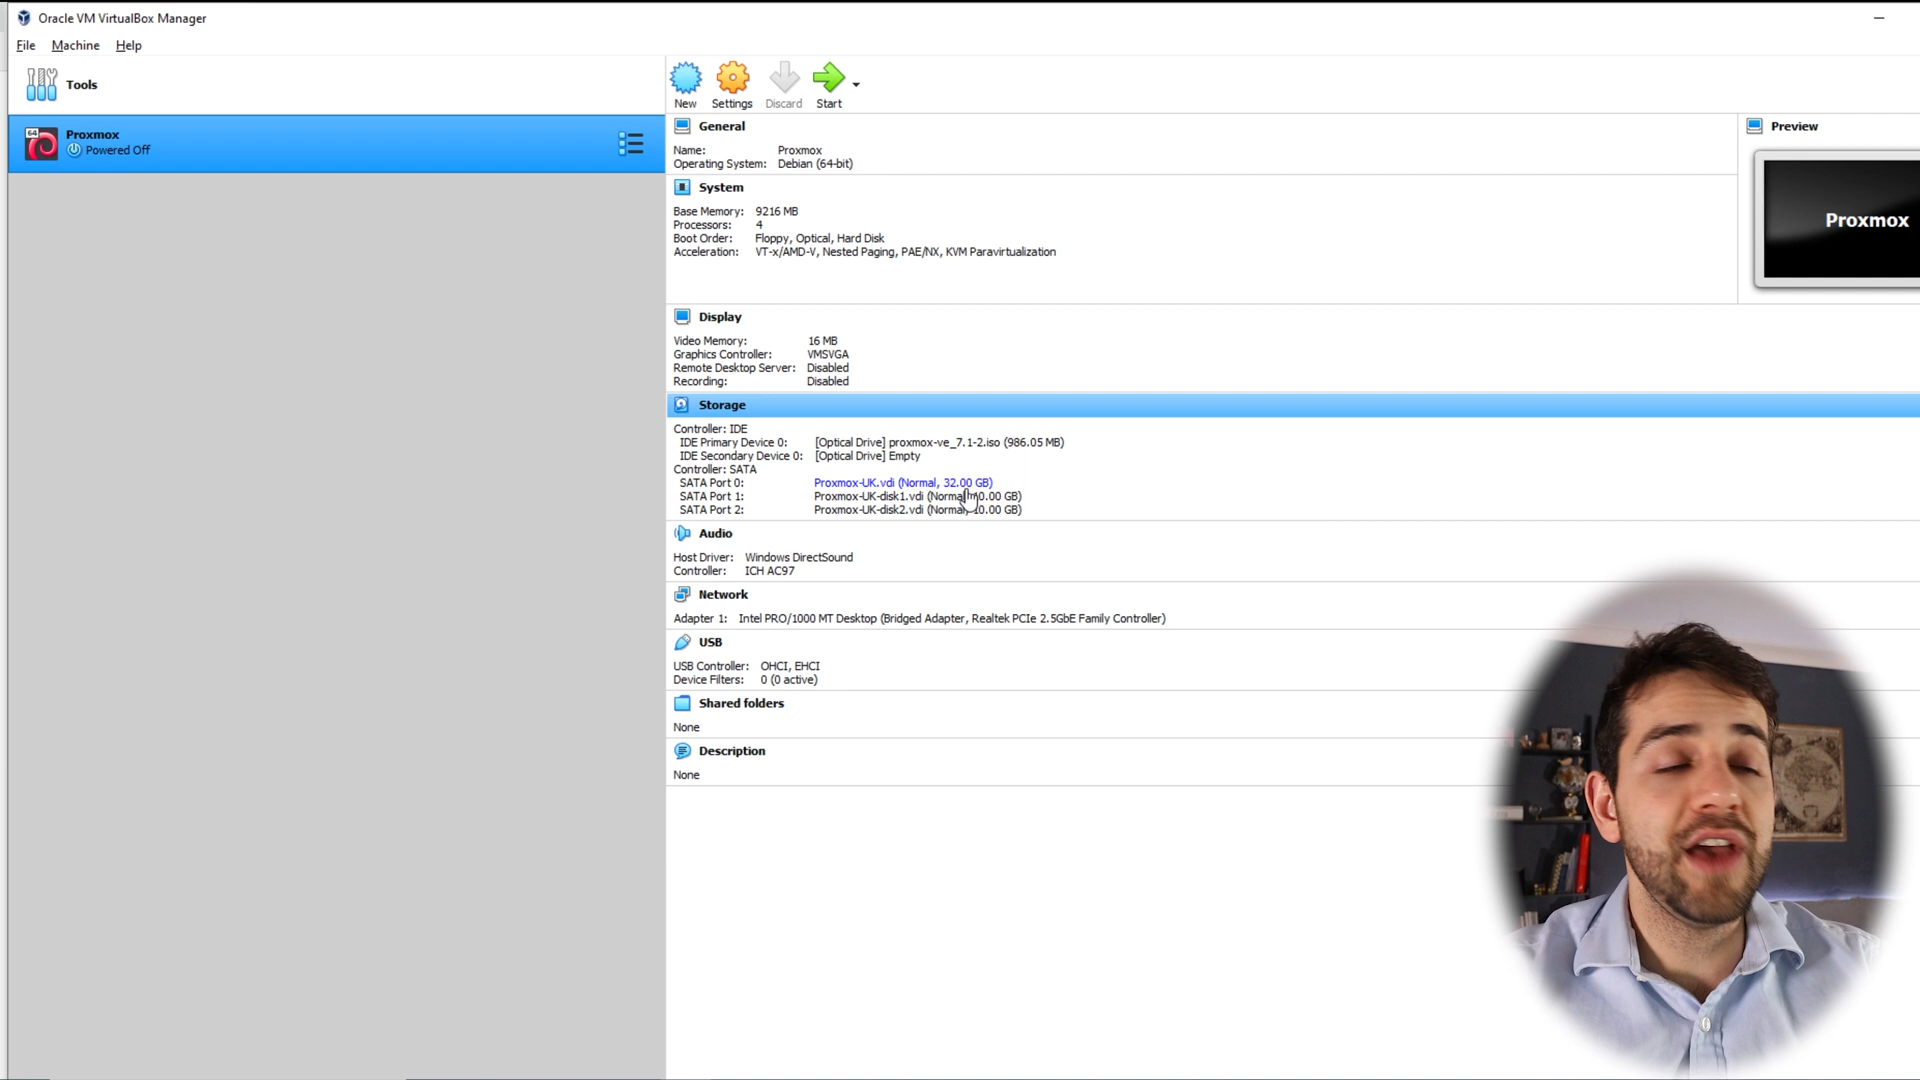 Oracle VM VirtualBox Manager
File Machine Help
Tools
New Settings Discard Start
64
Proxmox
Powered Off
General
Name: Proxmox
Operating System: Debian (64-bit)
Preview
Proxmox
System
Base Memory: 9216 MB
Processors: 4
Boot Order: Floppy, Optical, Hard Disk
Acceleration: VT-x/AMD-V, Nested Paging, PAE/NX, KVM Paravirtualization
Display
Video Memory: 16 MB
Graphics Controller: VMSVGA
Remote Desktop Server: Disabled
Recording: Disabled
Storage
Controller: IDE
IDE Primary Device 0: [Optical Drive] proxmox-ve_7.1-2.iso (986.05 MB)
IDE Secondary Device 0: [Optical Drive] Empty
Controller: SATA
SATA Port 0: Proxmox-UK.vdi (Normal, 32.00 GB)
SATA Port 1: Proxmox-UK-disk1.vdi (Normal, GB)
SATA Port 2: Proxmox-UK-disk2.vdi (Normal, 10.00 GB)
Audio
Host Driver: Windows DirectSound
Controller: ICH AC97
Network
Adapter 1: Intel PRO/1000 MT Desktop (Bridged Adapter, Realtek PCIe 2.5GbE Family Controller)
USB
USB Controller: OHCI, EHCI
Device Filters: 0 (0 active)
Shared folders
None
Description
None